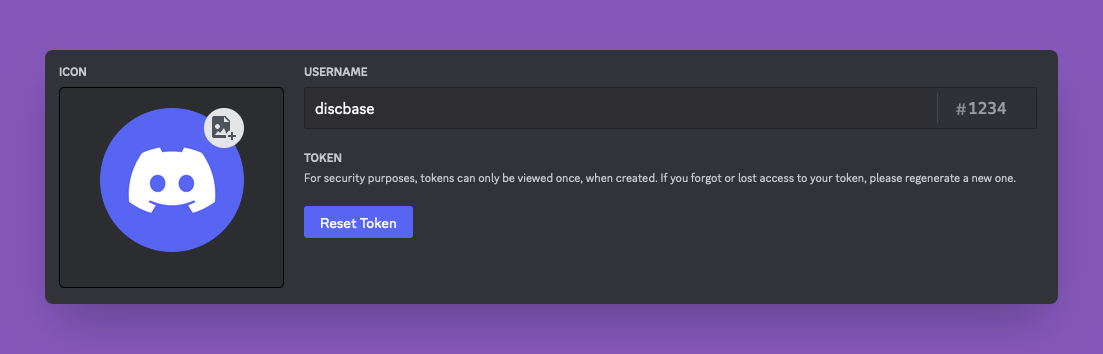 ICON
USERNAME
discbase
#1234
TOKEN
For security purposes, tokens can only be viewed once, when created. If you forgot or lost access to your token, please regenerate a new one.
Reset Token